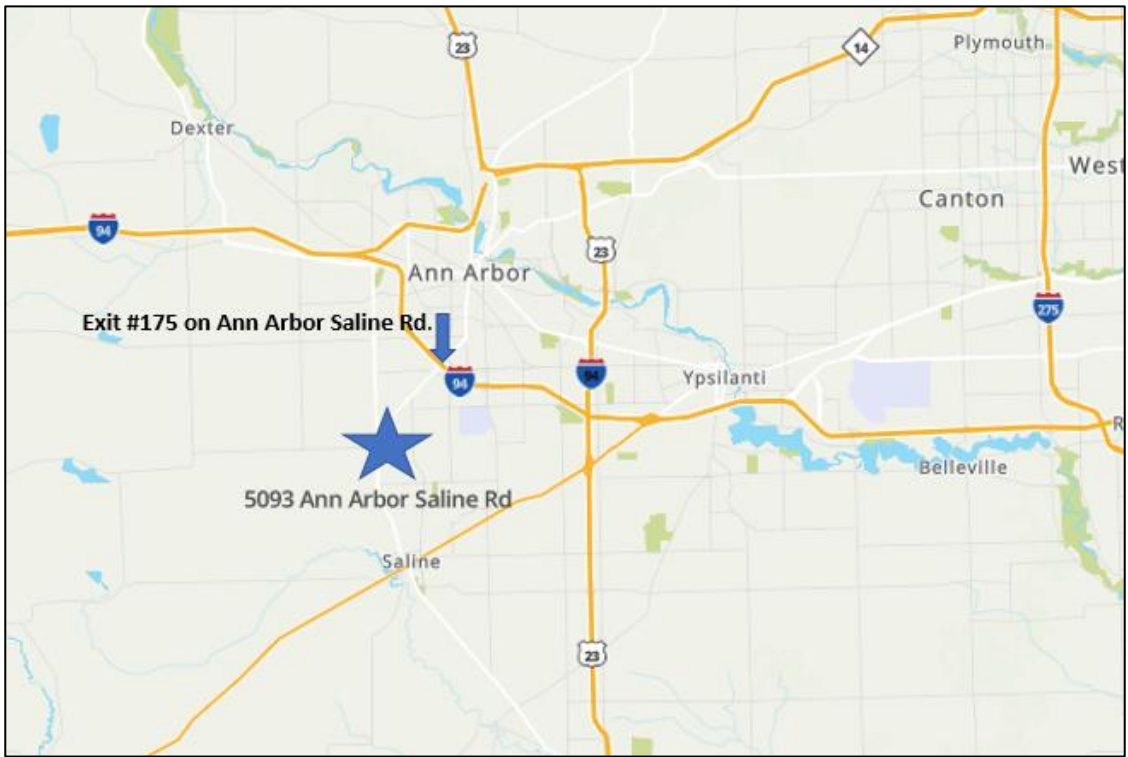 23
14
Plymouth
Dexter
West
Canton
94
23
Ann Arbor
275
Exit #175 on Ann Arbor Saline Rd.
94
94
Ypsilanti
R
Belleville
5093 Ann Arbor Saline Rd
Saline
23